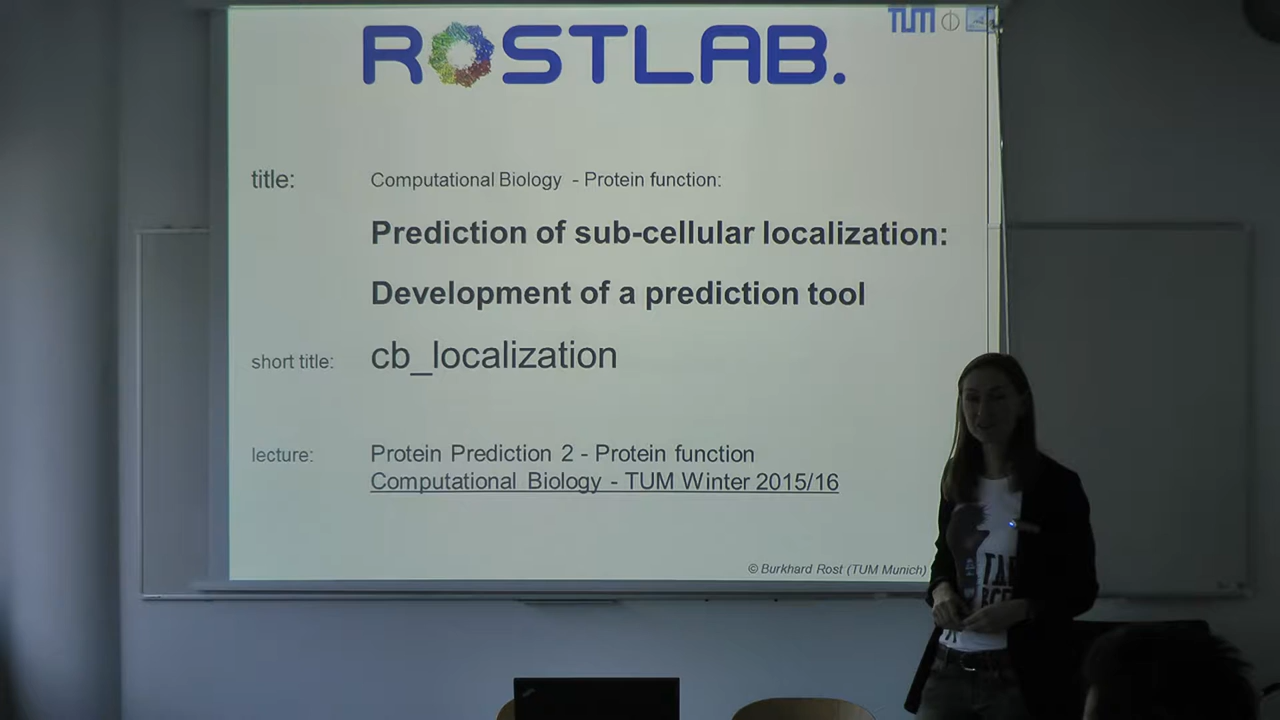 ROSTLAB.
TUM
title: Computational Biology - Protein function:
Prediction of sub-cellular localization:
Development of a prediction tool
short title: cb_localization
lecture: Protein Prediction 2 - Protein function
Computational Biology - TUM Winter 2015/16
© Burkhard Rost (TUM Munich)